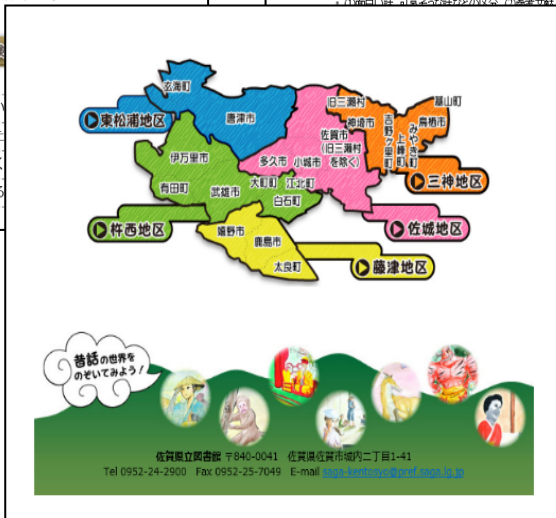 玄海町
唐津市
東松浦地区
旧三瀬村
基山町
神埼市
鳥栖市
みやき町
上峰町
吉野ヶ里町
佐賀市
(旧三瀬村
を除く)
多久市
小城市
伊万里市
有田町
武雄市
大町町
江北町
白石町
三神地区
杵西地区
佐城地区
嬉野市
鹿島市
太良町
藤津地区
昔話の世界を
のぞいてみよう!
佐賀県立図書館 〒840-0041 佐賀県佐賀市城内二丁目1-41
Tel 0952-24-2900 Fax 0952-25-7049 E-mail saga-kentosyo@pref.saga.lg.jp